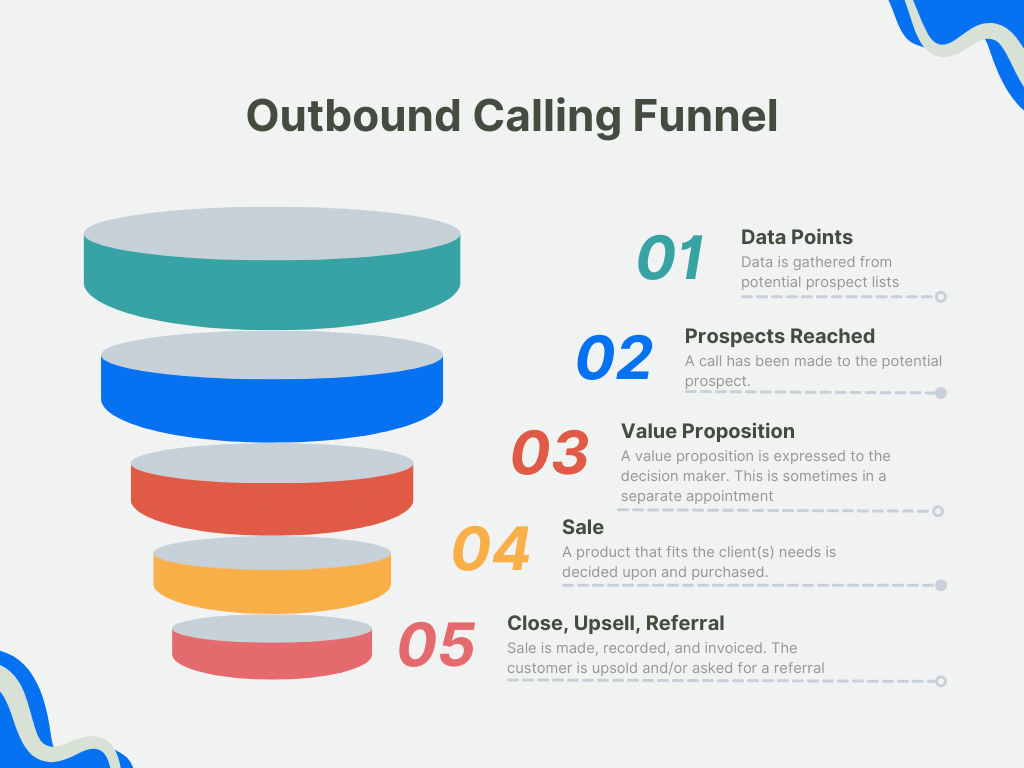 Outbound Calling Funnel
01
Data Points
Data is gathered from
potential prospect lists
02
Prospects Reached
A call has been made to the potential
prospect.
03
Value Proposition
A value proposition is expressed to the
decision maker. This is sometimes in a
separate appointment
04
Sale
A product that fits the client(s) needs is
decided upon and purchased.
05
Close, Upsell, Referral
Sale is made, recorded, and invoiced. The
customer is upsold and/or asked for a referral